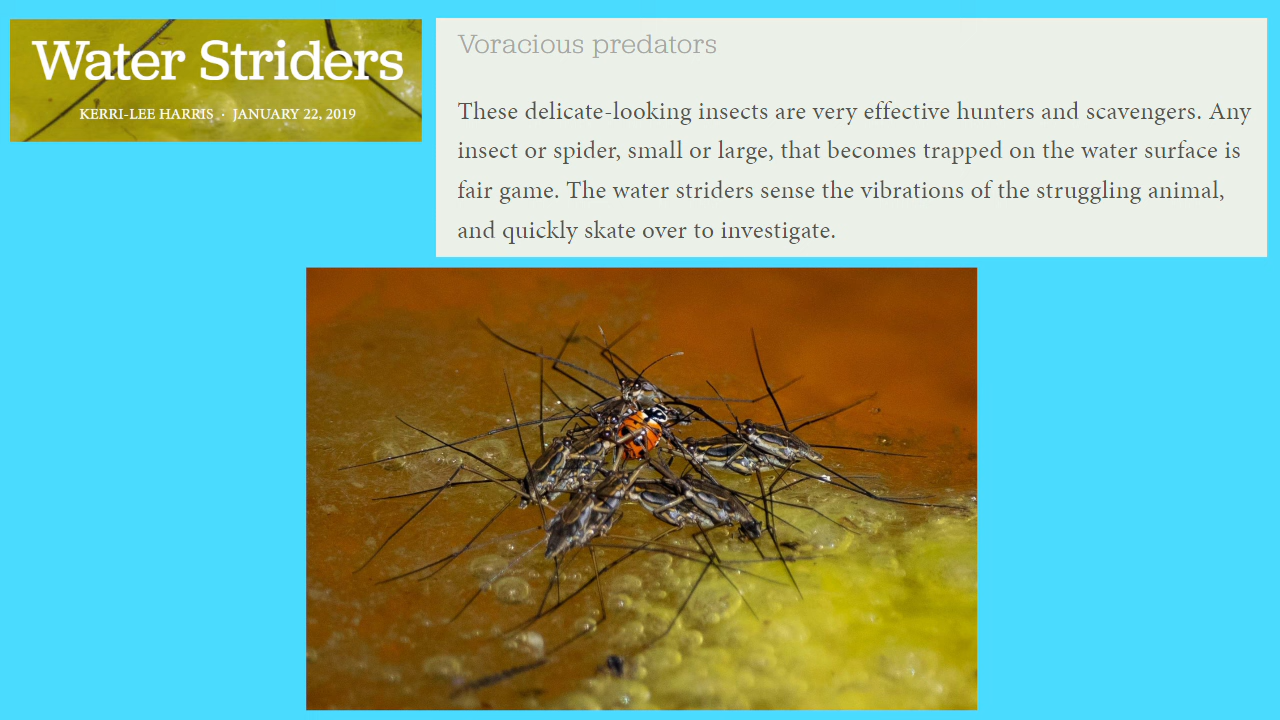 Water Striders
KERRI-LEE HARRIS · JANUARY 22, 2019
Voracious predators
These delicate-looking insects are very effective hunters and scavengers. Any
insect or spider, small or large, that becomes trapped on the water surface is
fair game. The water striders sense the vibrations of the struggling animal,
and quickly skate over to investigate.